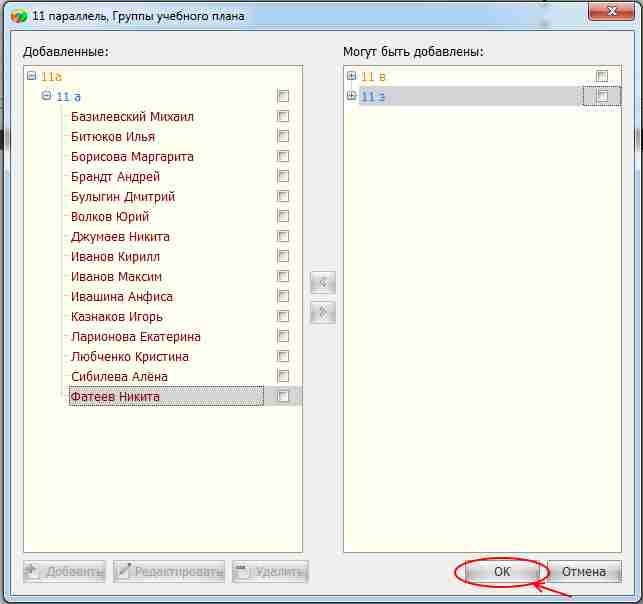 11 параллель, Группы учебного плана
Добавленные:
Могут быть добавлены:
11а
11 а
Базилевский Михаил
Битюков Илья
Борисова Маргарита
Брандт Андрей
Булыгин Дмитрий
Волков Юрий
Джумаев Никита
Иванов Кирилл
Иванов Максим
Ивашина Анфиса
Казнаков Игорь
Ларионова Екатерина
Любченко Кристина
Сибилева Алёна
Фатеев Никита
11 в
11 э
Добавить
Редактировать
Удалить
ОК
Отмена